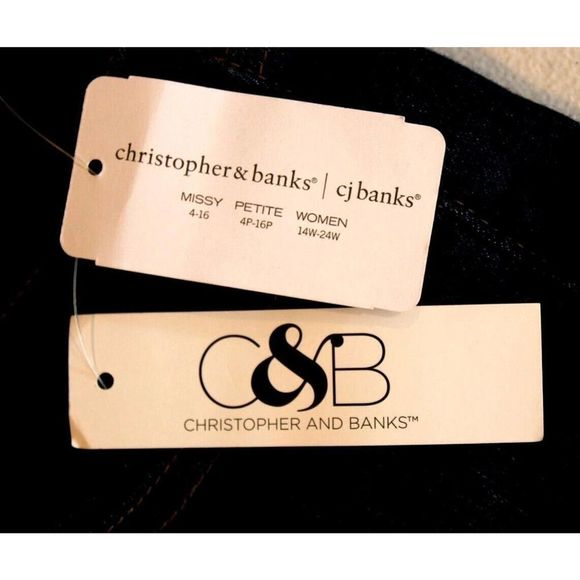 christopher & banks® | cj banks®
MISSY PETITE WOMEN
4-16 4P-16P 14W-24W
C&B
CHRISTOPHER AND BANKS™